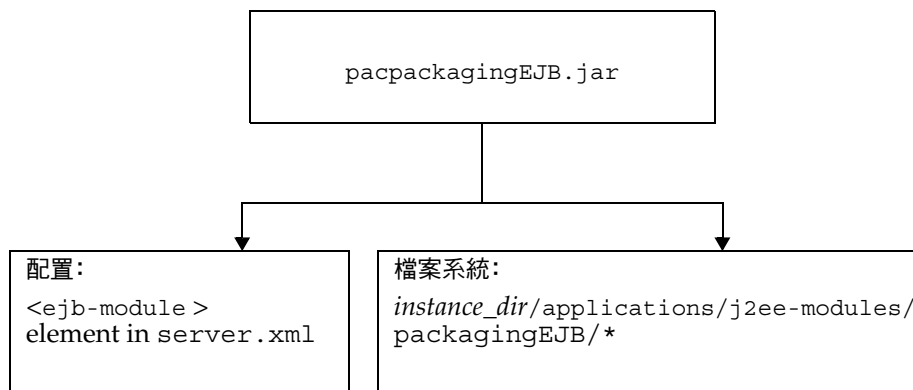 pacpackagingEJB.jar
配置：
<ejb-module >
element in server.xml
檔案系統：
instance_dir/applications/j2ee-modules/
packagingEJB/*